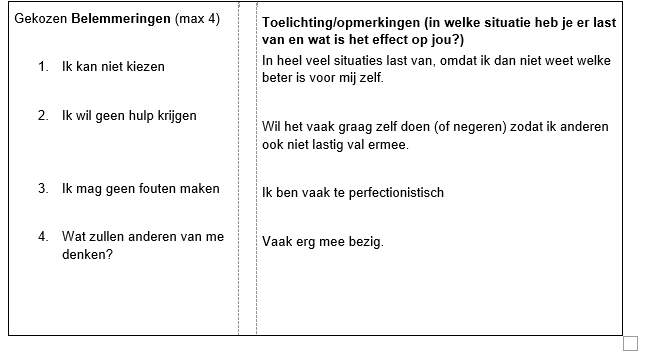 Gekozen Belemmeringen (max 4)
1. Ik kan niet kiezen
2. Ik wil geen hulp krijgen
3. Ik mag geen fouten maken
4. Wat zullen anderen van me
denken?
Toelichting/opmerkingen (in welke situatie heb je er last
van en wat is het effect op jou?)
In heel veel situaties last van, omdat ik dan niet weet welke
beter is voor mij zelf.
Wil het vaak graag zelf doen (of negeren) zodat ik anderen
ook niet lastig val ermee.
Ik ben vaak te perfectionistisch
Vaak erg mee bezig.